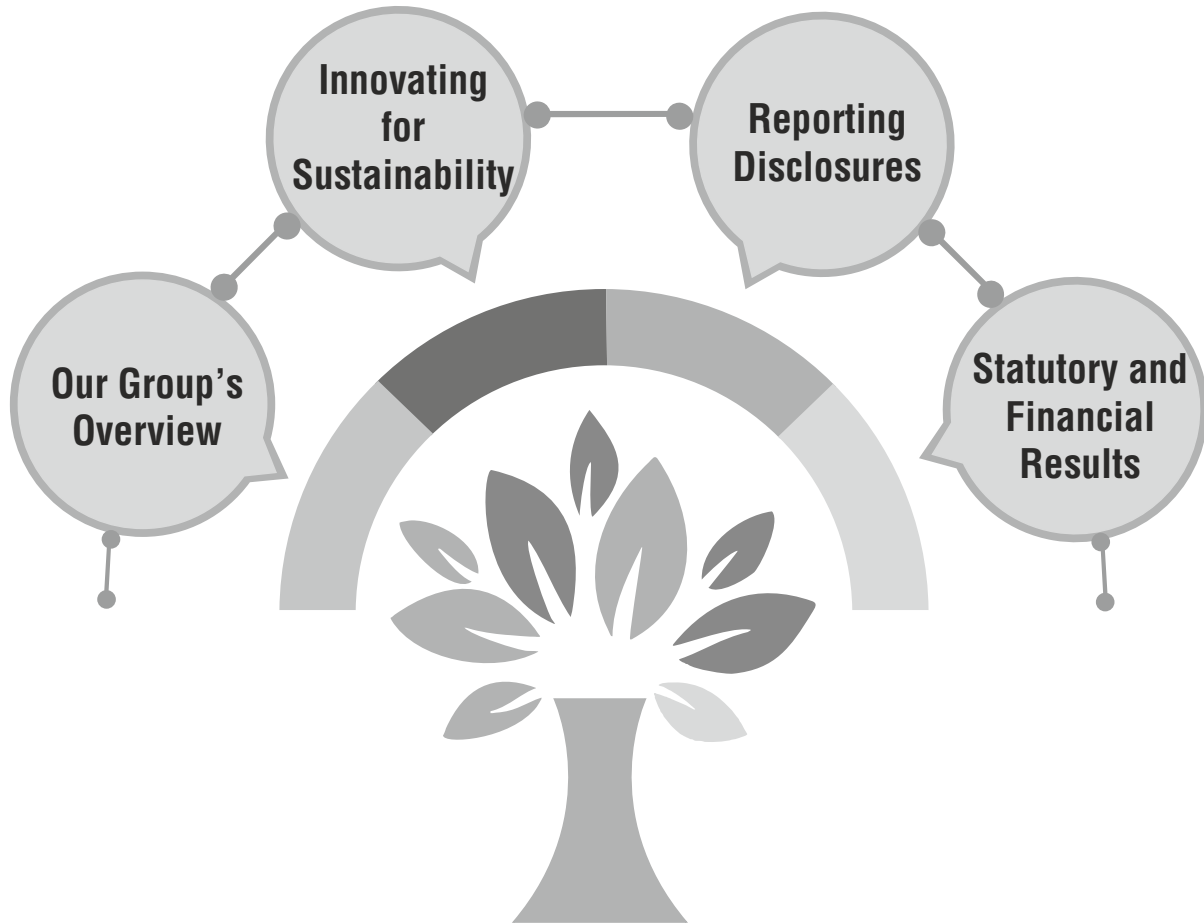 Innovating
for
Sustainability
Reporting
Disclosures
Our Group’s
Overview
Statutory and
Financial
Results